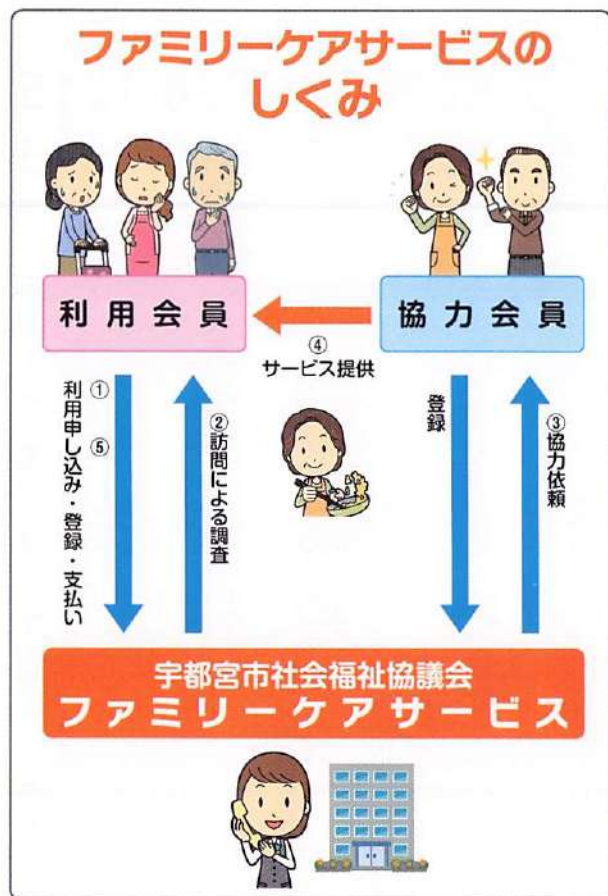 ファミリーケアサービスの
しくみ
利用会員
協力会員
④
サービス提供
①
⑤
利用申し込み・登録・支払い
②訪問による調査
登録
③協力依頼
宇都宮市社会福祉協議会
ファミリーケアサービス